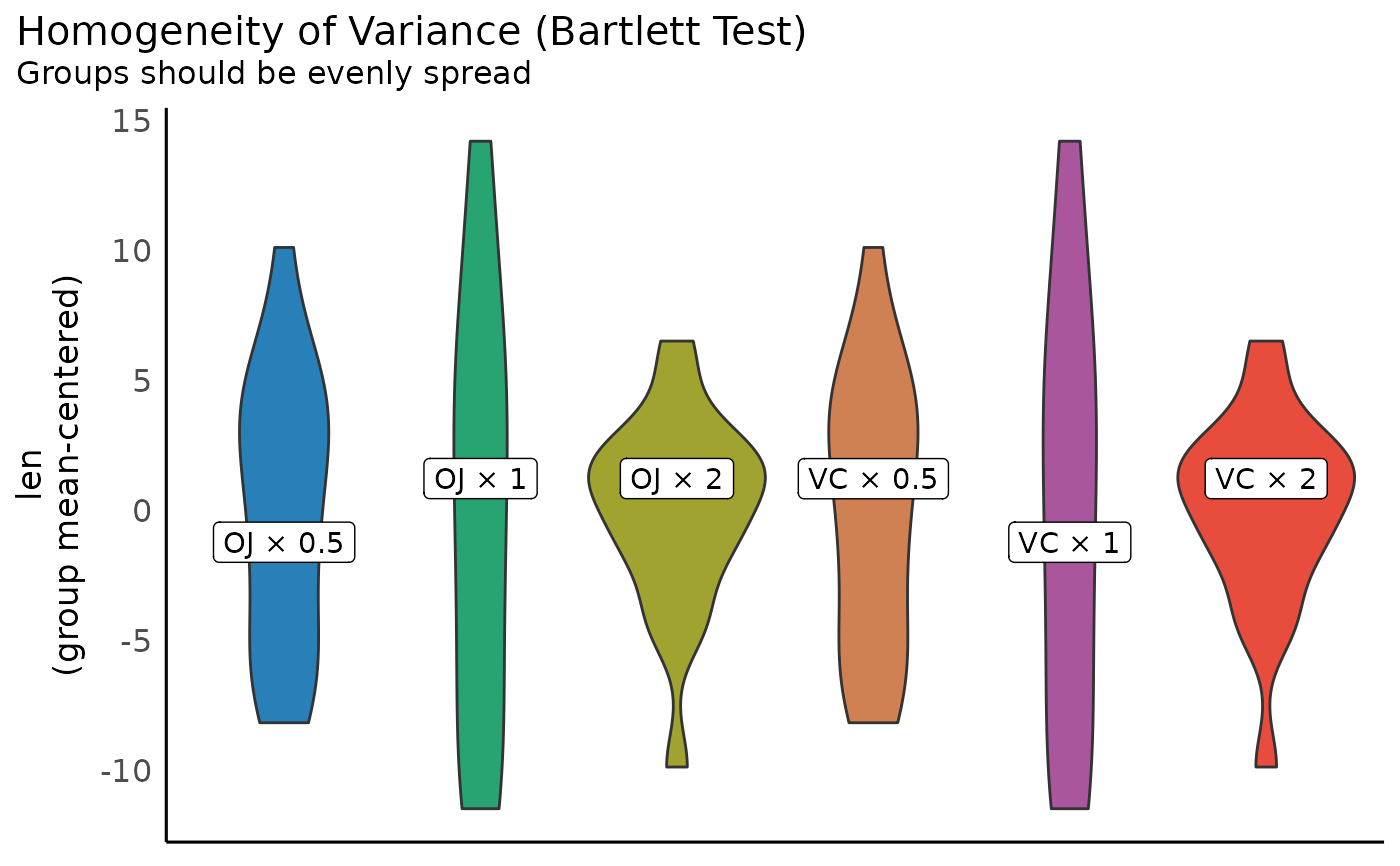 Homogeneity of Variance (Bartlett Test)
Groups should be evenly spread
len
(group mean-centered)
15
10
5
0
-5
-10
OJ × 0.5
OJ × 1
OJ × 2
VC × 0.5
VC × 1
VC × 2